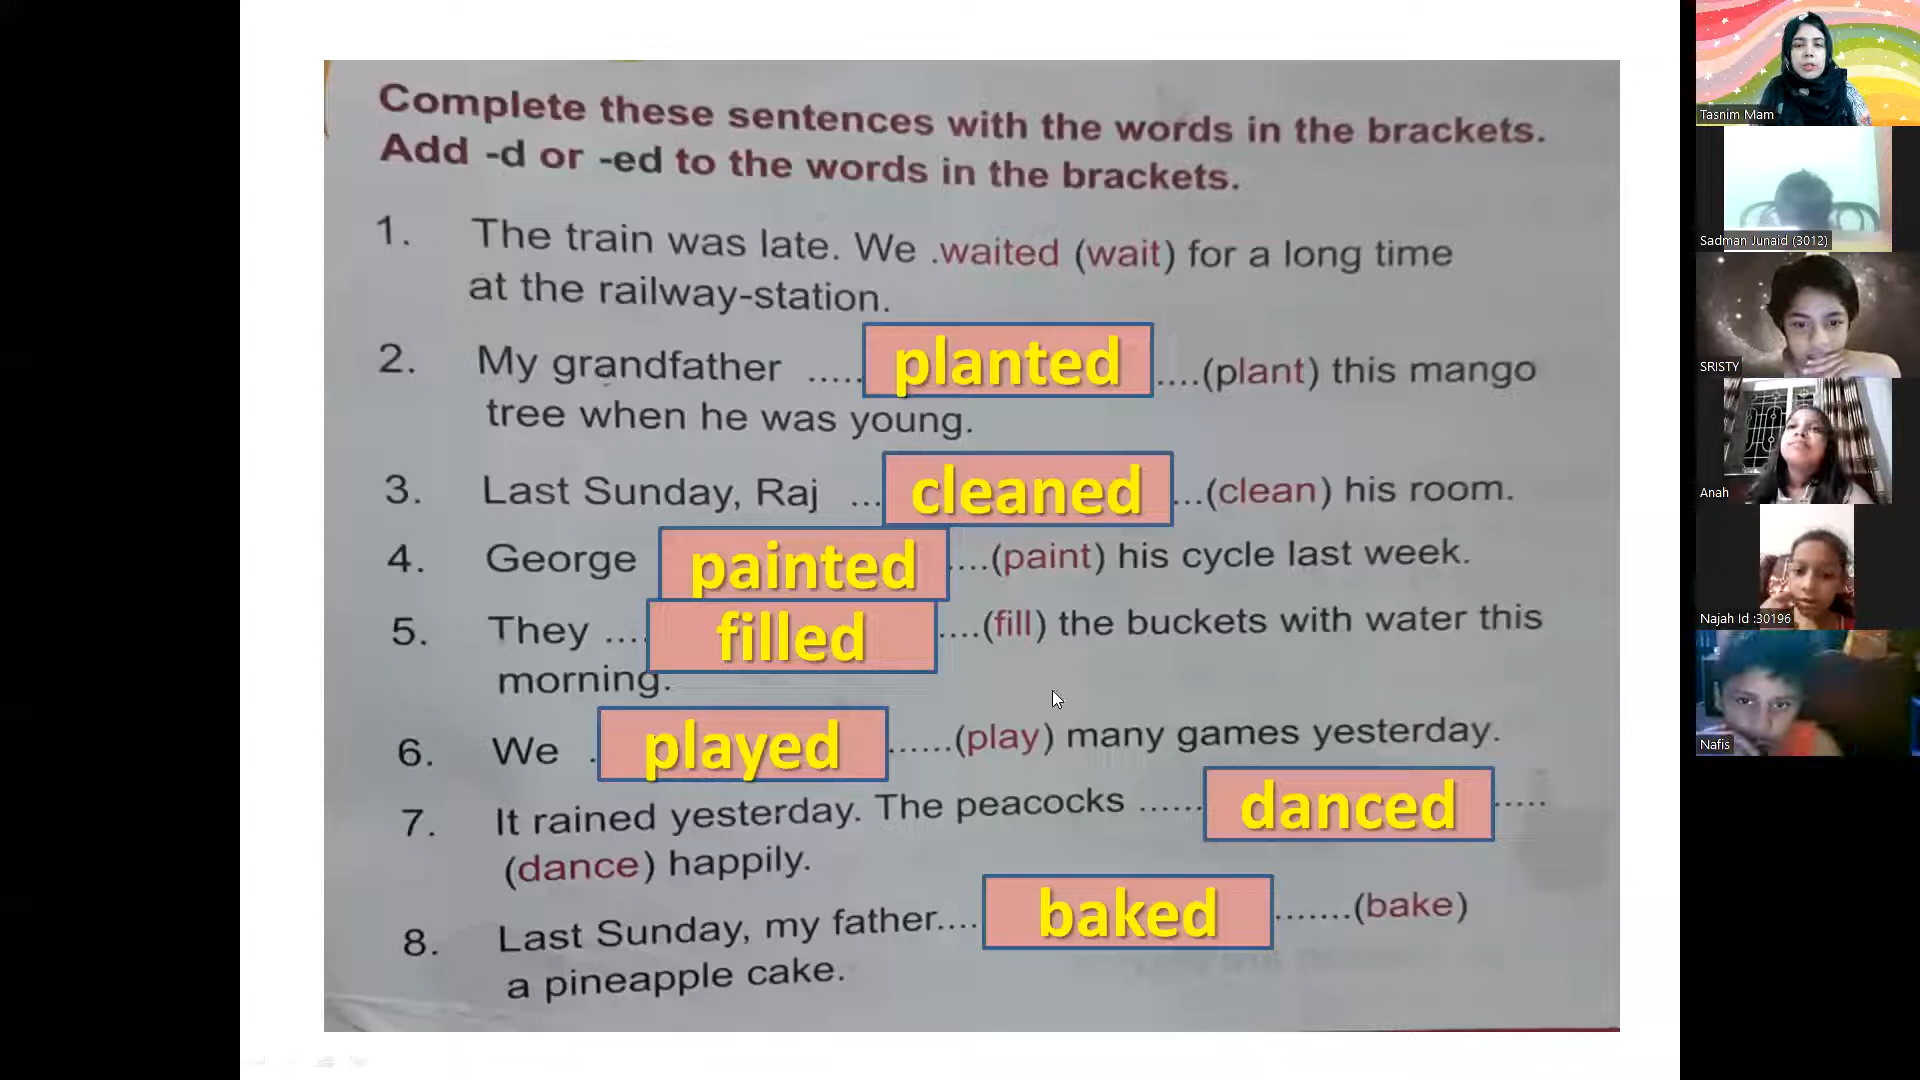 Complete these sentences with the words in the brackets.
Add -d or -ed to the words in the brackets.
1. The train was late. We .waited (wait) for a long time
at the railway-station.
2. My grandfather ..... planted ....(plant) this mango
tree when he was young.
3. Last Sunday, Raj ... cleaned ...(clean) his room.
4. George painted ....(paint) his cycle last week.
5. They .... filled ....(fill) the buckets with water this
morning.
6. We . played ......(play) many games yesterday.
7. It rained yesterday. The peacocks ...... danced .....
(dance) happily.
8. Last Sunday, my father.... baked .......(bake)
a pineapple cake.
Tasnim Mam
Sadman Junaid (3012)
SRISTY
Anah
Najah Id :30196
Nafis